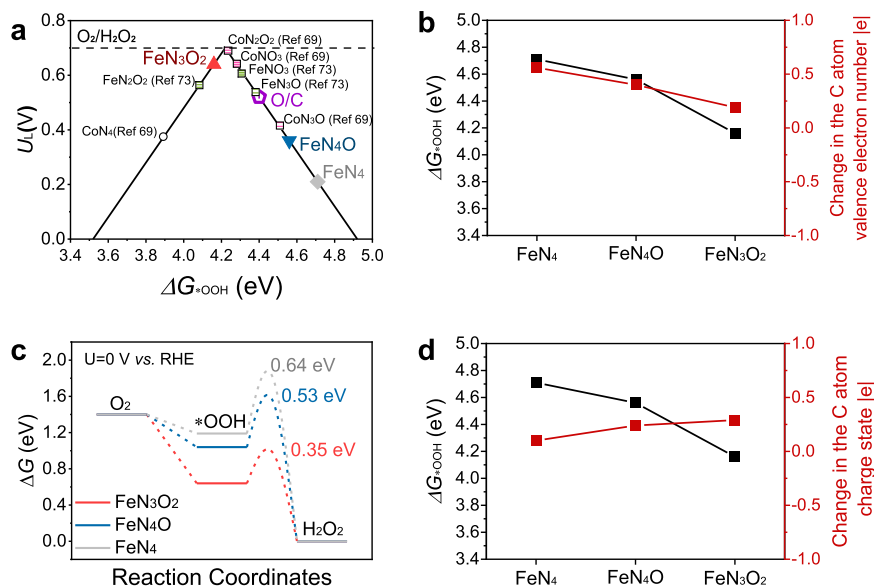 a
O₂/H₂O₂
FeN₃O₂
CoN₂O₂ (Ref 69)
CoNO₃ (Ref 69)
FeNO₃ (Ref 73)
FeN₂O₂ (Ref 73)
FeN₃O (Ref 73)
O/C
CoN₄(Ref 69)
CoN₃O (Ref 69)
FeN₄O
FeN₄
U_L(V)
0.8
0.6
0.4
0.2
0.0
3.4 3.6 3.8 4.0 4.2 4.4 4.6 4.8 5.0
ΔG*OOH (eV)
b
ΔG*OOH (eV)
5.0
4.8
4.6
4.4
4.2
4.0
3.8
3.6
3.4
1.0
0.5
0.0
-0.5
-1.0
Change in the C atom
valence electron number |e|
FeN₄ FeN₄O FeN₃O₂
c
U=0 V vs. RHE
0.64 eV
0.53 eV
0.35 eV
O₂
*OOH
H₂O₂
FeN₃O₂
FeN₄O
FeN₄
ΔG (eV)
2.0
1.6
1.2
0.8
0.4
0.0
Reaction Coordinates
d
ΔG*OOH (eV)
5.0
4.8
4.6
4.4
4.2
4.0
3.8
3.6
3.4
1.0
0.5
0.0
-0.5
-1.0
Change in the C atom
charge state |e|
FeN₄ FeN₄O FeN₃O₂